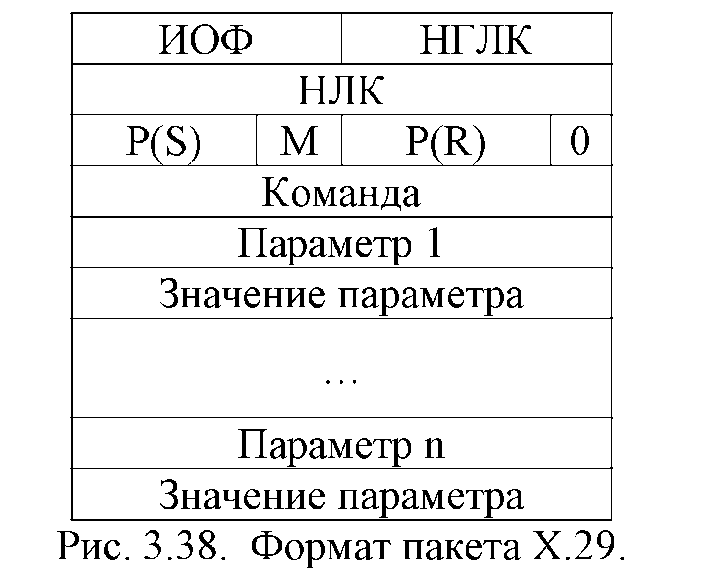 ИОФ НГЛК
НЛК
P(S) M P(R) 0
Команда
Параметр 1
Значение параметра
...
Параметр n
Значение параметра
Рис. 3.38. Формат пакета X.29.